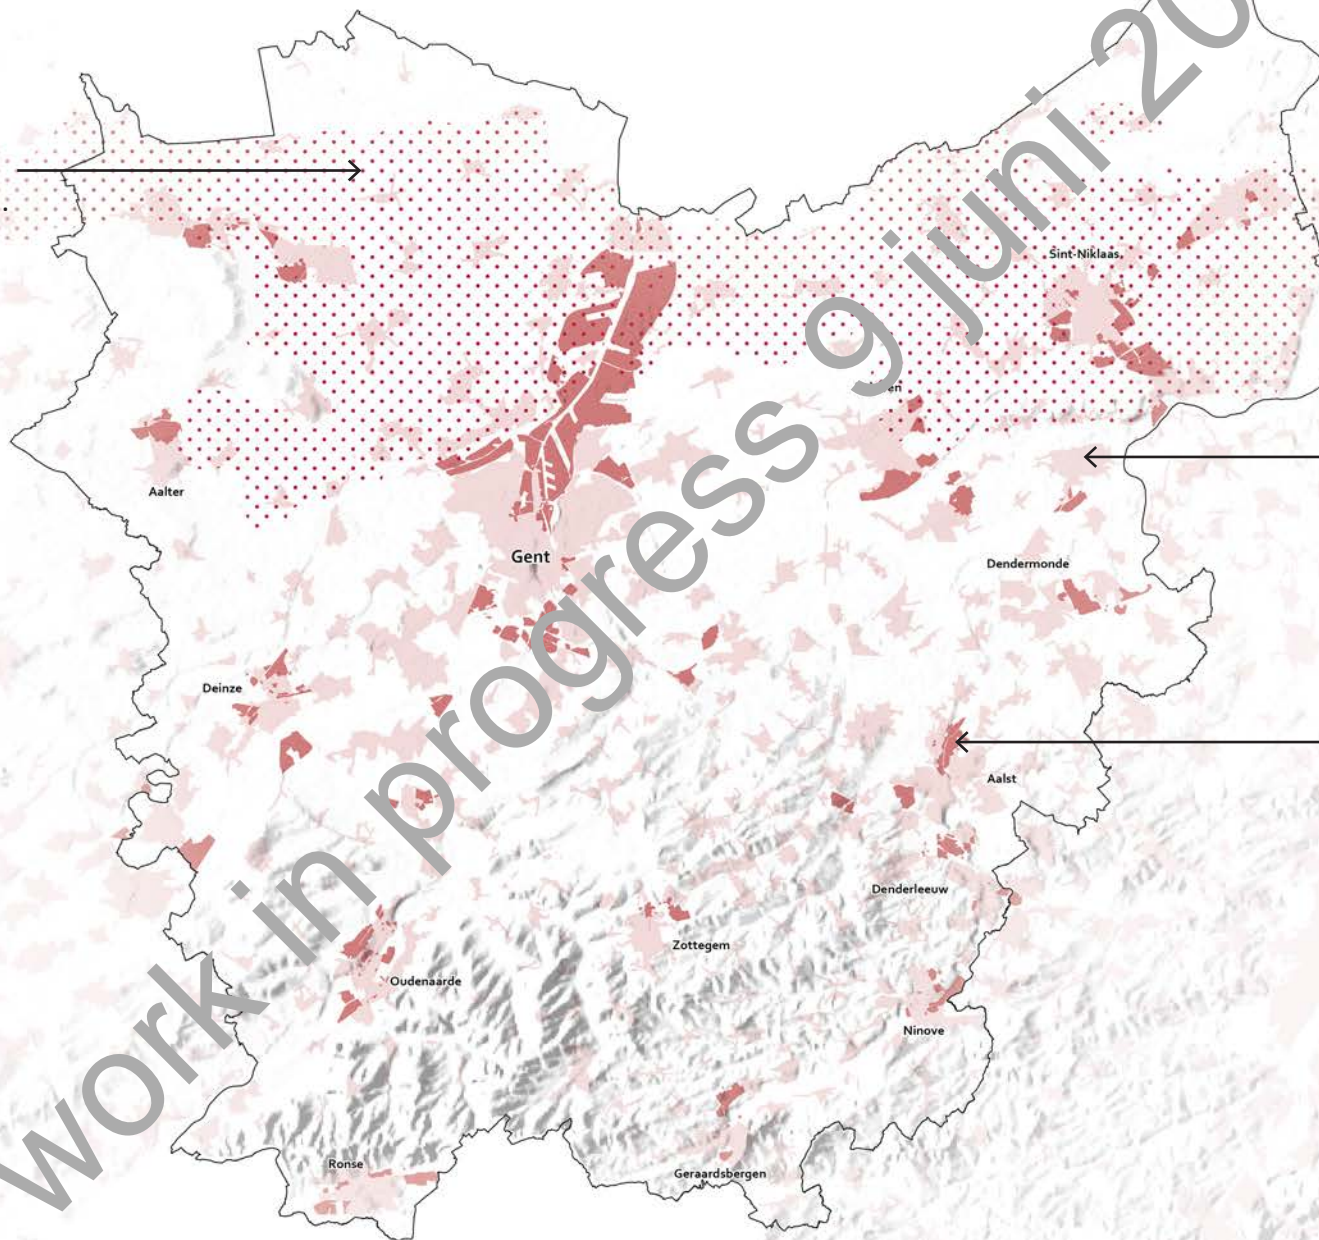 Sint-Niklaas
en
Aalter
Gent
Dendermonde
Deinze
Aalst
Denderleeuw
Zottegem
Oudenaarde
Ninove
Ronse
Geraardsbergen
work in progress 9 juni 20